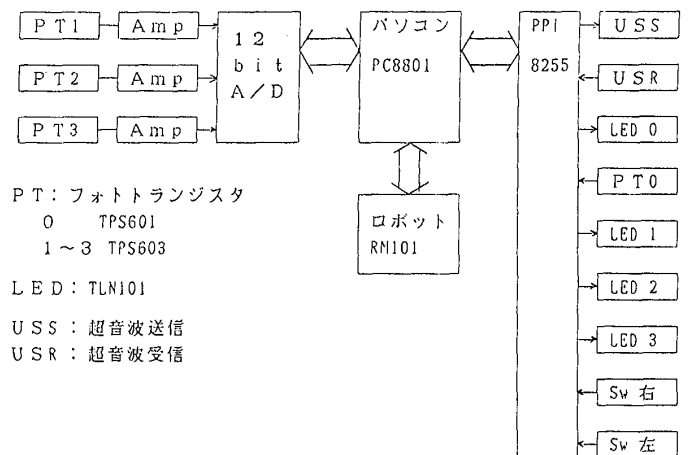 PT1
Amp
PT2
Amp
PT3
Amp
12
bit
A/D
パソコン
PC8801
ロボット
RM101
PPI
8255
USS
USR
LED 0
PT0
LED 1
LED 2
LED 3
Sw 右
Sw 左
PT:フォトトランジスタ
0 TPS601
1~3 TPS603
LED:TLN101
USS:超音波送信
USR:超音波受信